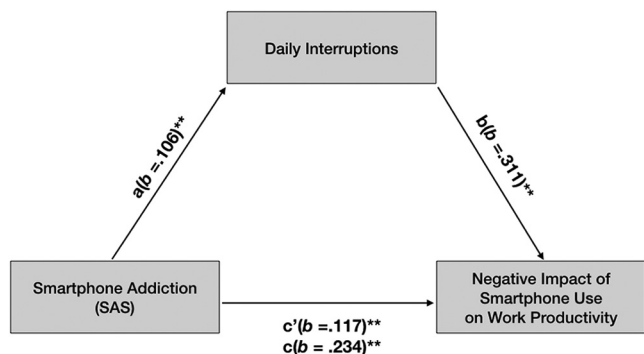 Daily Interruptions
a(b =.106)**
b(b =.311)**
Smartphone Addiction
(SAS)
Negative Impact of
Smartphone Use
on Work Productivity
c’(b =.117)**
c(b = .234)**